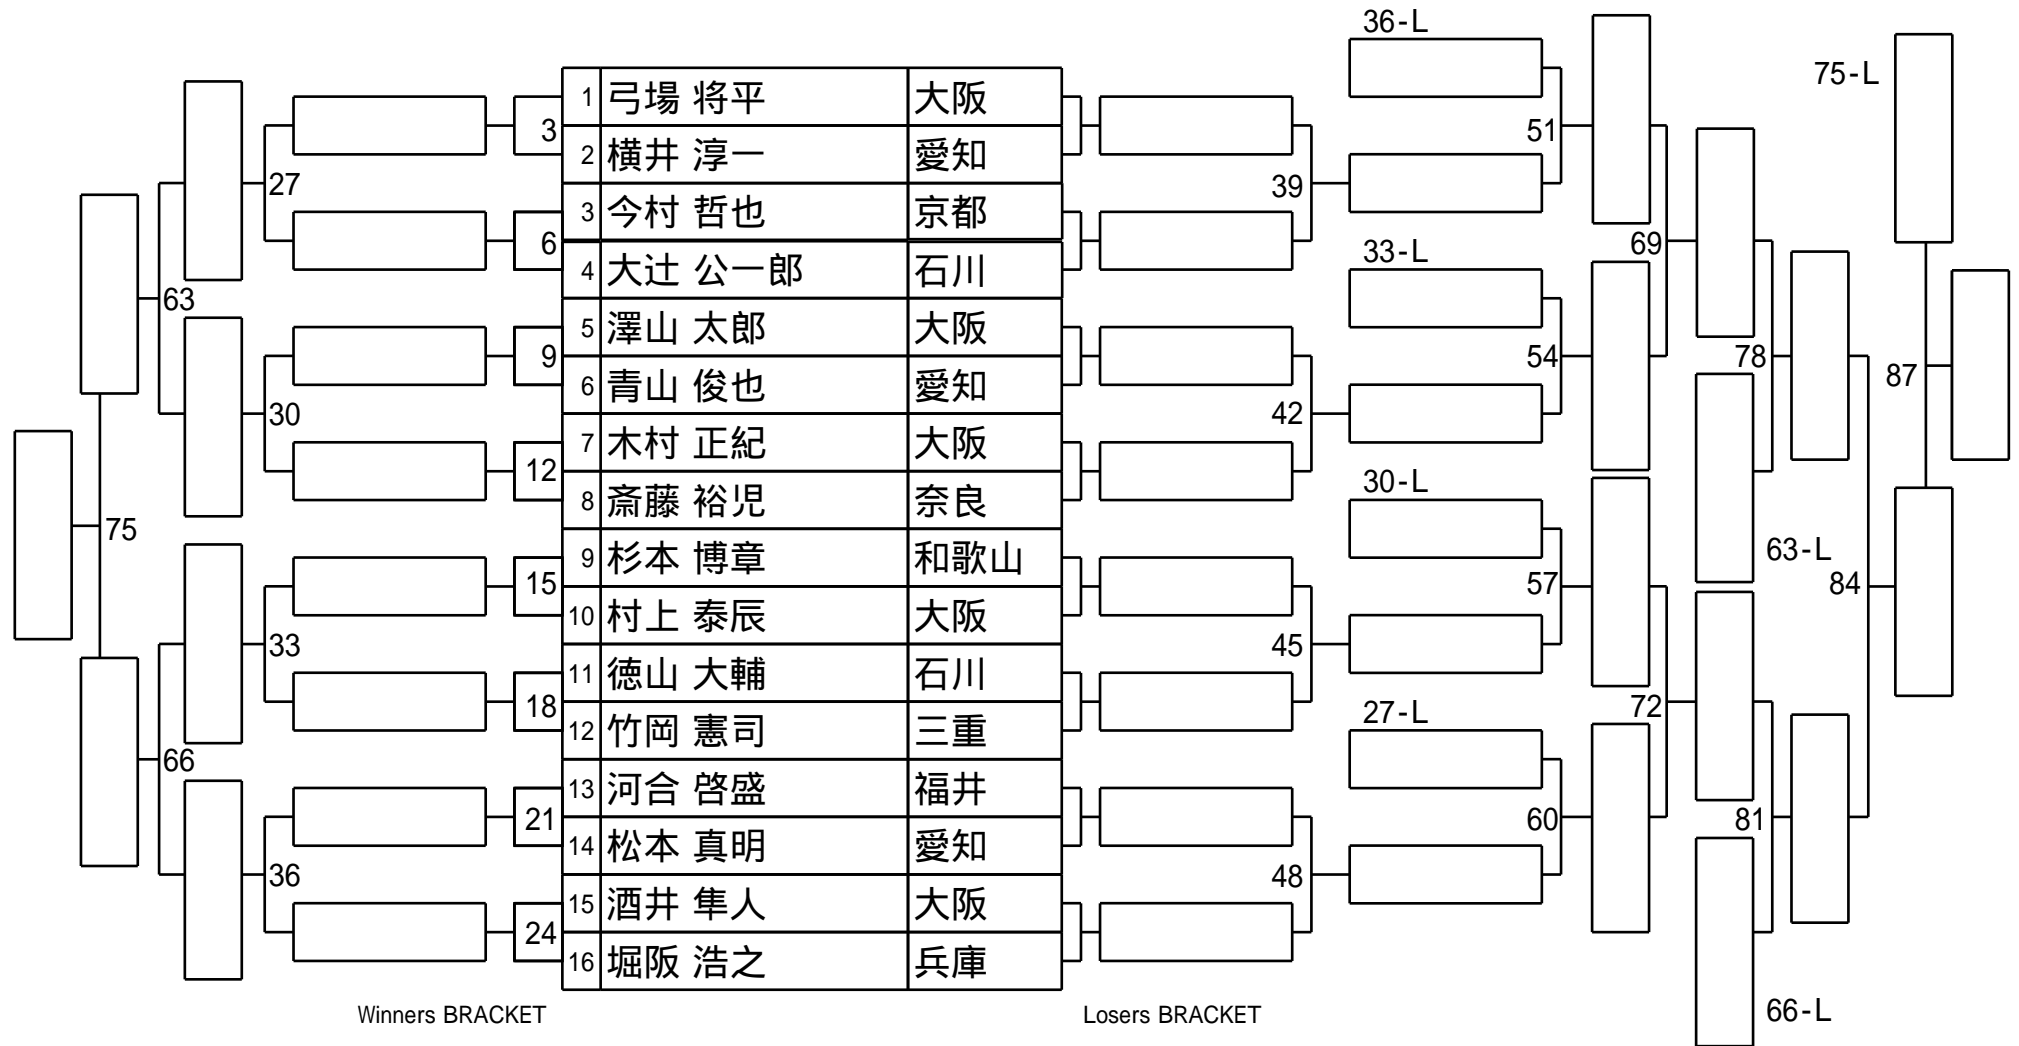 36-L
75-L
1 弓場 将平 大阪
3
51
2 横井 淳一 愛知
27
39
3 今村 哲也 京都
6
33-L
69
4 大辻 公一郎 石川
63
5 澤山 太郎 大阪
9
54
78
87
6 青山 俊也 愛知
30
42
7 木村 正紀 大阪
12
30-L
8 斎藤 裕児 奈良
75
63-L
9 杉本 博章 和歌山
15
57
84
10 村上 泰辰 大阪
33
45
11 徳山 大輔 石川
18
27-L
72
12 竹岡 憲司 三重
66
13 河合 啓盛 福井
21
60
81
14 松本 真明 愛知
36
48
15 酒井 隼人 大阪
24
16 堀阪 浩之 兵庫
Winners BRACKET
Losers BRACKET
66-L